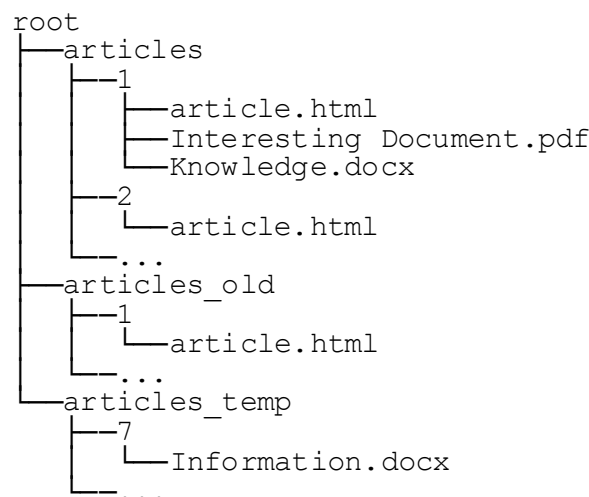 root
articles
1
article.html
Interesting Document.pdf
Knowledge.docx
2
article.html
...
articles_old
1
article.html
...
articles_temp
7
Information.docx
...